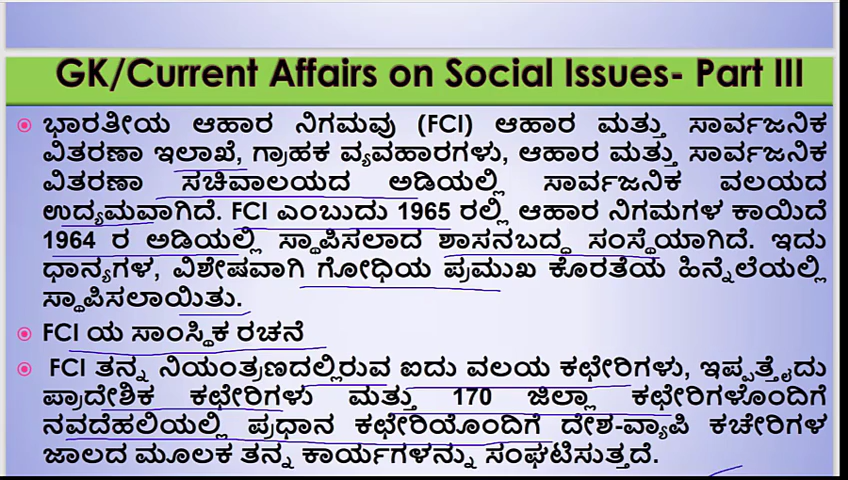 GK/Current Affairs on Social Issues- Part III
ಭಾರತೀಯ ಆಹಾರ ನಿಗಮವು (FCI) ಆಹಾರ ಮತ್ತು ಸಾರ್ವಜನಿಕ
ವಿತರಣಾ ಇಲಾಖೆ, ಗ್ರಾಹಕ ವ್ಯವಹಾರಗಳು, ಆಹಾರ ಮತ್ತು ಸಾರ್ವಜನಿಕ
ವಿತರಣಾ ಸಚಿವಾಲಯದ ಅಡಿಯಲ್ಲಿ ಸಾರ್ವಜನಿಕ ವಲಯದ
ಉದ್ಯಮವಾಗಿದೆ. FCI ಎಂಬುದು 1965 ರಲ್ಲಿ ಆಹಾರ ನಿಗಮಗಳ ಕಾಯಿದೆ
1964 ರ ಅಡಿಯಲ್ಲಿ ಸ್ಥಾಪಿಸಲಾದ ಶಾಸನಬದ್ಧ ಸಂಸ್ಥೆಯಾಗಿದೆ. ಇದು
ಧಾನ್ಯಗಳ, ವಿಶೇಷವಾಗಿ ಗೋಧಿಯ ಪ್ರಮುಖ ಕೊರತೆಯ ಹಿನ್ನೆಲೆಯಲ್ಲಿ
ಸ್ಥಾಪಿಸಲಾಯಿತು.
FCI ಯ ಸಾಂಸ್ಥಿಕ ರಚನೆ
FCI ತನ್ನ ನಿಯಂತ್ರಣದಲ್ಲಿರುವ ಐದು ವಲಯ ಕಛೇರಿಗಳು, ಇಪ್ಪತ್ತೈದು
ಪ್ರಾದೇಶಿಕ ಕಛೇರಿಗಳು ಮತ್ತು 170 ಜಿಲ್ಲಾ ಕಛೇರಿಗಳೊಂದಿಗೆ
ನವದೆಹಲಿಯಲ್ಲಿ ಪ್ರಧಾನ ಕಛೇರಿಯೊಂದಿಗೆ ದೇಶ-ವ್ಯಾಪಿ ಕಚೇರಿಗಳ
ಜಾಲದ ಮೂಲಕ ತನ್ನ ಕಾರ್ಯಗಳನ್ನು ಸಂಘಟಿಸುತ್ತದೆ.